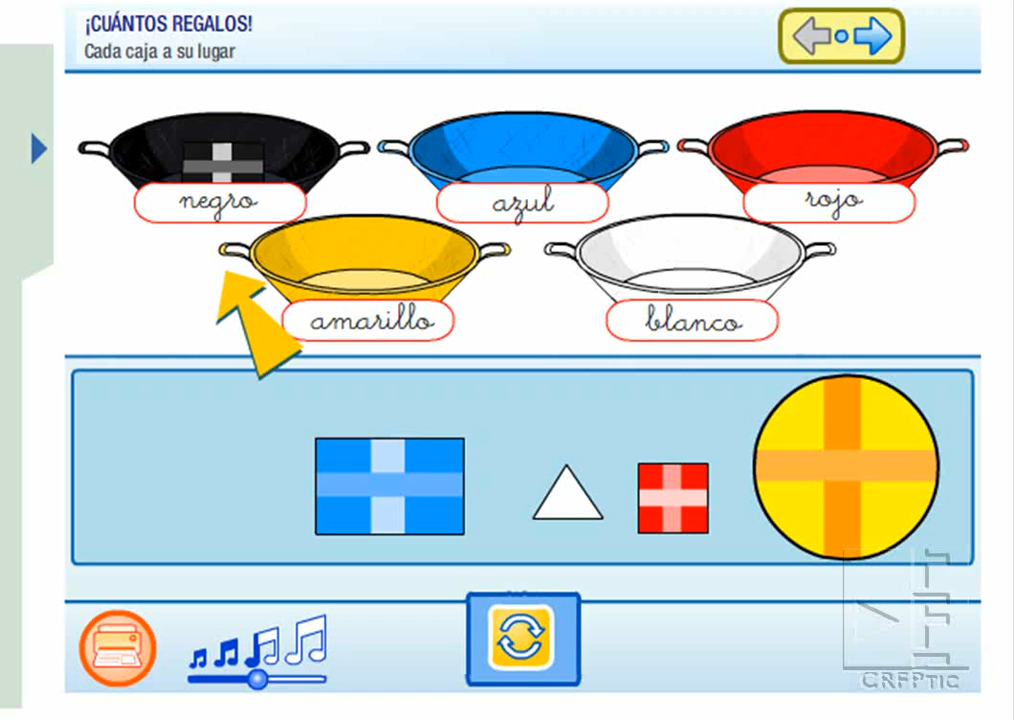 ¡CUÁNTOS REGALOS!
Cada caja a su lugar
negro
azul
rojo
amarillo
blanco
CRFPTIC